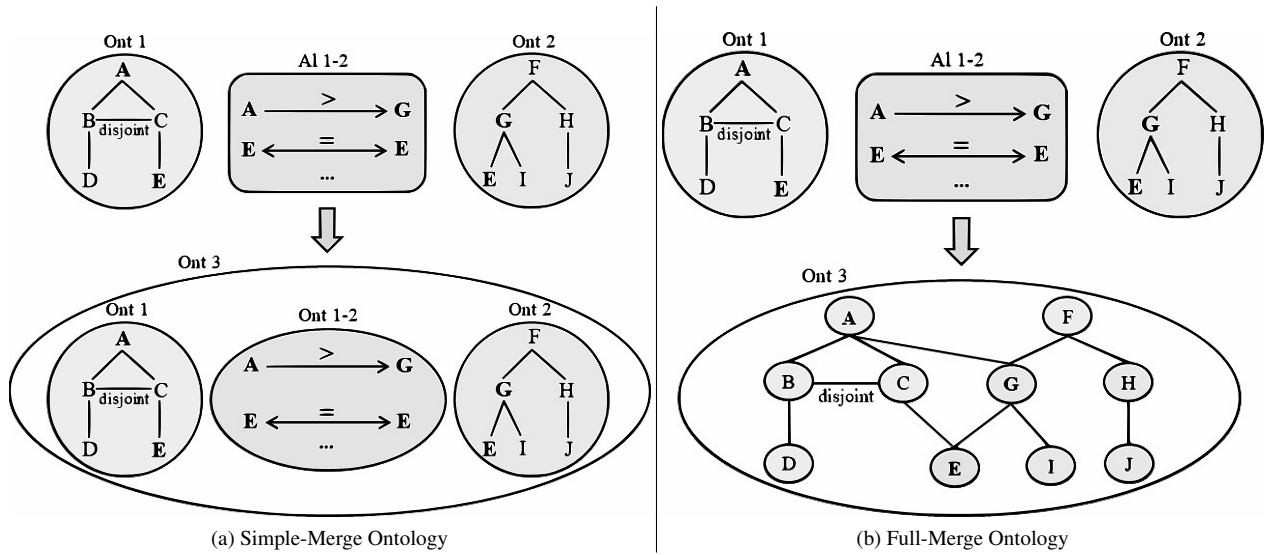 Ont 1
Al 1-2
Ont 2
A
B
C
disjoint
D
E
A > G
E = E
...
F
G
H
E
I
J
Ont 3
Ont 1
Ont 1-2
Ont 2
A
B
C
disjoint
D
E
A > G
E = E
...
F
G
H
E
I
J
(a) Simple-Merge Ontology
Ont 1
Al 1-2
Ont 2
A
B
C
disjoint
D
E
A > G
E = E
...
F
G
H
E
I
J
Ont 3
A
F
B
disjoint
C
G
H
D
E
I
J
(b) Full-Merge Ontology